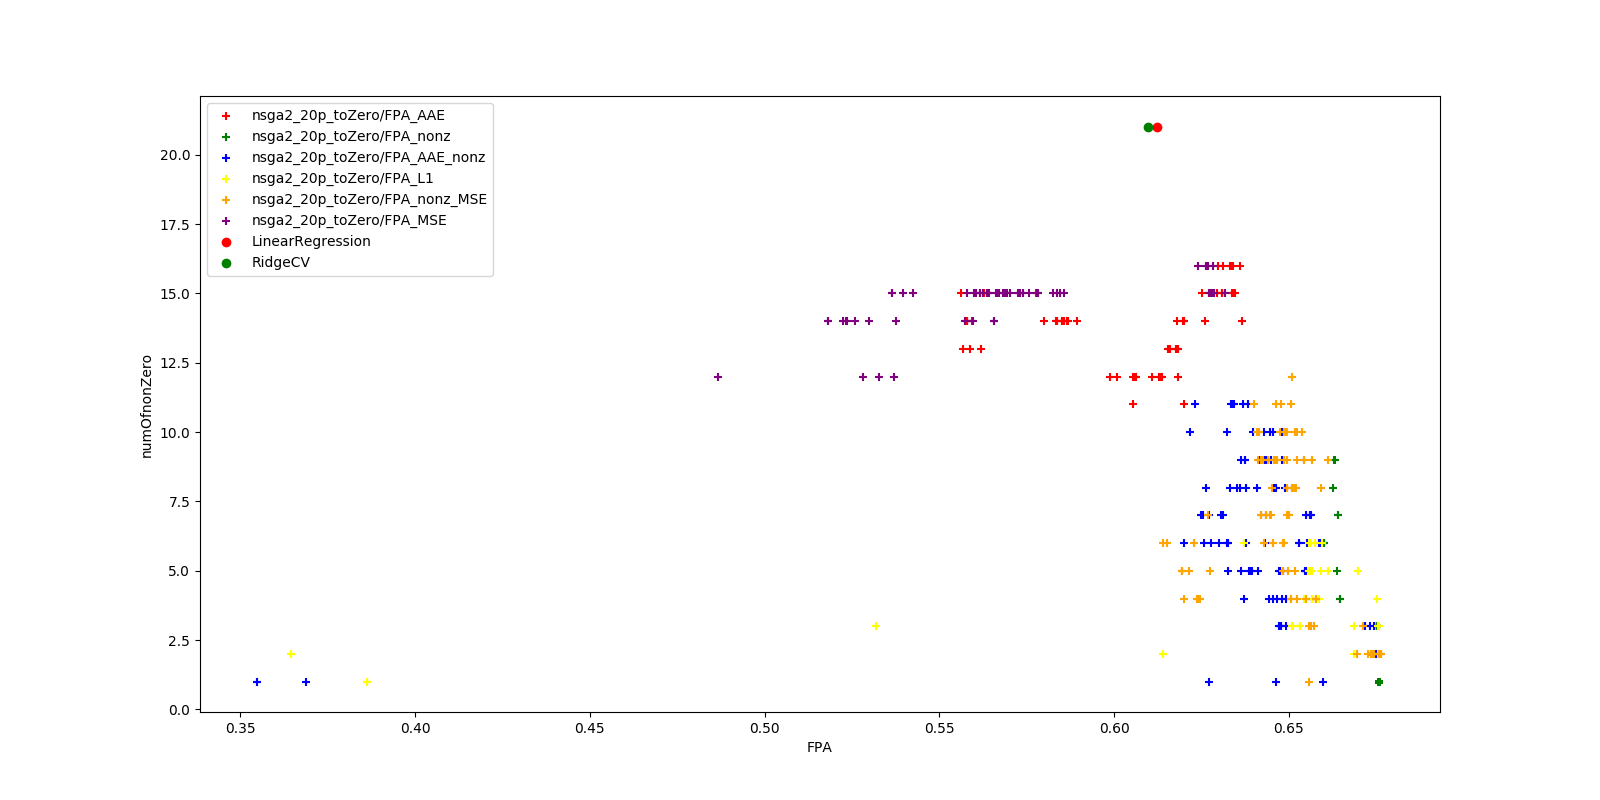 nsga2_20p_toZero/FPA_AAE
nsga2_20p_toZero/FPA_nonz
nsga2_20p_toZero/FPA_AAE_nonz
nsga2_20p_toZero/FPA_L1
nsga2_20p_toZero/FPA_nonz_MSE
nsga2_20p_toZero/FPA_MSE
LinearRegression
RidgeCV
20.0
17.5
15.0
12.5
10.0
7.5
5.0
2.5
0.0
numOfnonZero
0.35 0.40 0.45 0.50 0.55 0.60 0.65
FPA